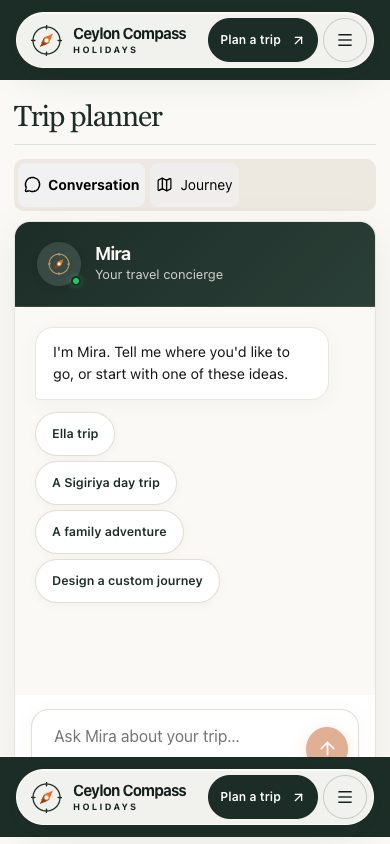 Ceylon Compass
HOLIDAYS
Plan a trip
Trip planner
Conversation
Journey
Mira
Your travel concierge
I'm Mira. Tell me where you'd like to
go, or start with one of these ideas.
Ella trip
A Sigiriya day trip
A family adventure
Design a custom journey
Ask Mira about your trip...
Ceylon Compass
HOLIDAYS
Plan a trip